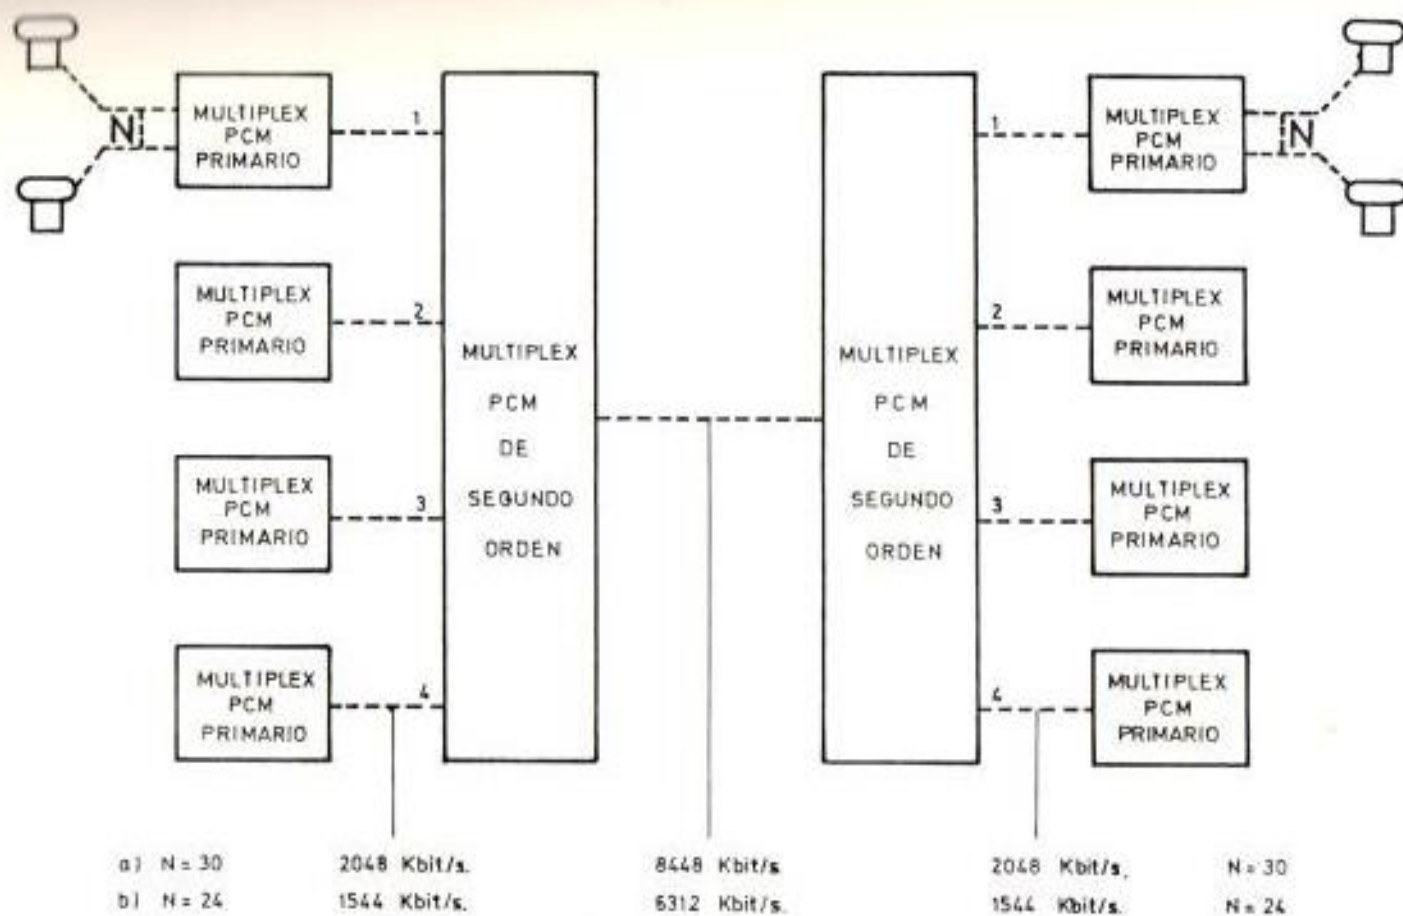 N
MULTIPLEX
PCM
PRIMARIO
1
MULTIPLEX
PCM
PRIMARIO
2
MULTIPLEX
PCM
PRIMARIO
3
MULTIPLEX
PCM
PRIMARIO
4
MULTIPLEX
PCM
DE
SEGUNDO
ORDEN
MULTIPLEX
PCM
DE
SEGUNDO
ORDEN
1
MULTIPLEX
PCM
PRIMARIO
N
2
MULTIPLEX
PCM
PRIMARIO
3
MULTIPLEX
PCM
PRIMARIO
4
MULTIPLEX
PCM
PRIMARIO
a) N = 30 2048 Kbit/s. 8448 Kbit/s 2048 Kbit/s. N = 30
b) N = 24 1544 Kbit/s. 6312 Kbit/s. 1544 Kbit/s. N = 24